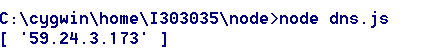 C:\cygwin\home\I303035\node>node dns.js
[ '59.24.3.173' ]